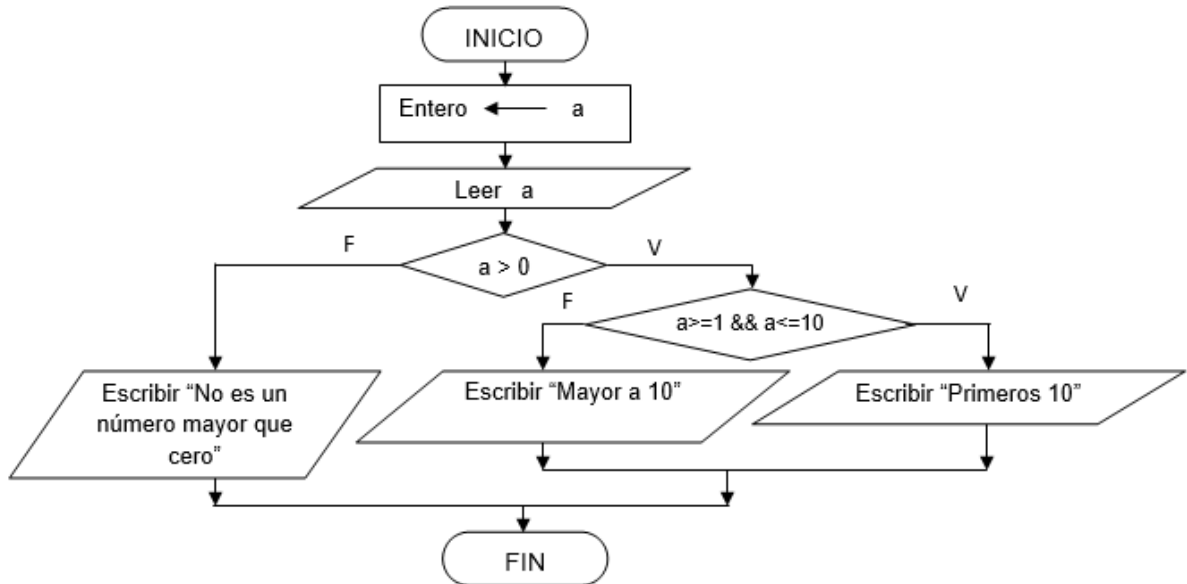 INICIO
Entero a
Leer a
F
a > 0
V
F
a>=1 && a<=10
V
Escribir “No es un
número mayor que
cero”
Escribir “Mayor a 10”
Escribir “Primeros 10”
FIN